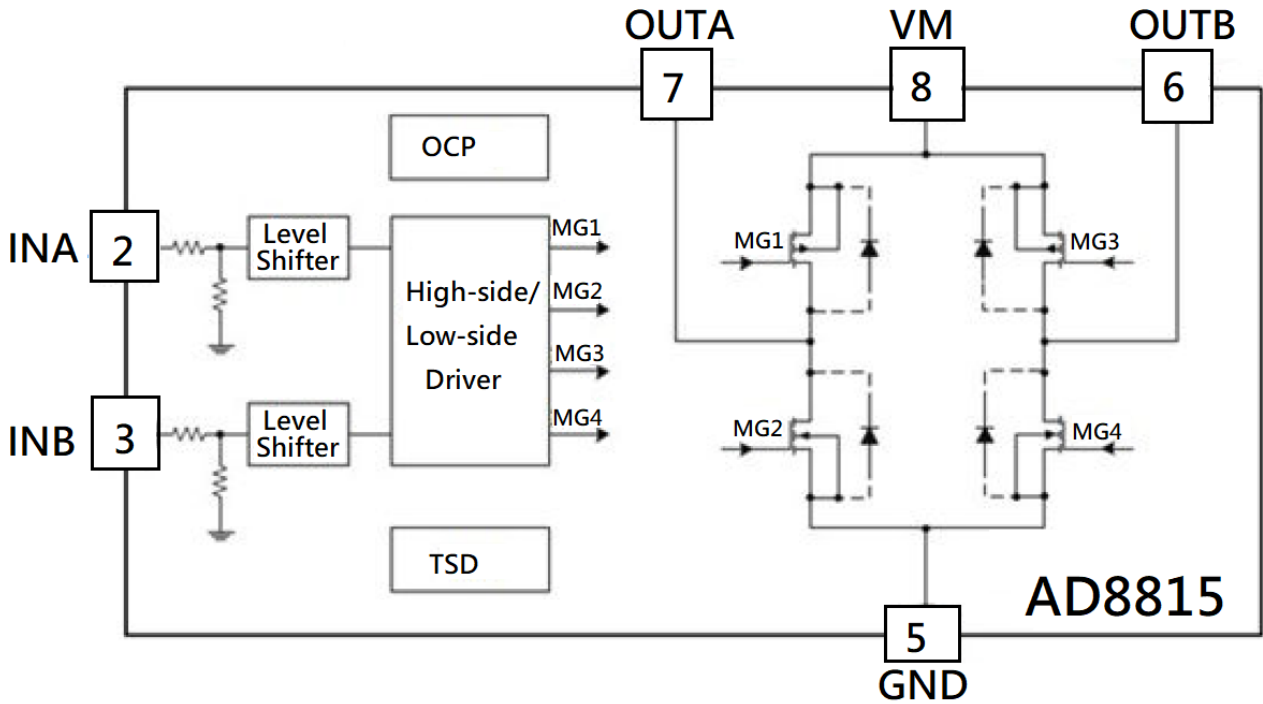 OUTA
VM
OUTB
7
8
6
OCP
INA
2
Level
Shifter
MG1
High-side/
Low-side
Driver
MG2
MG3
MG4
INB
3
Level
Shifter
TSD
MG1
MG3
MG2
MG4
AD8815
5
GND